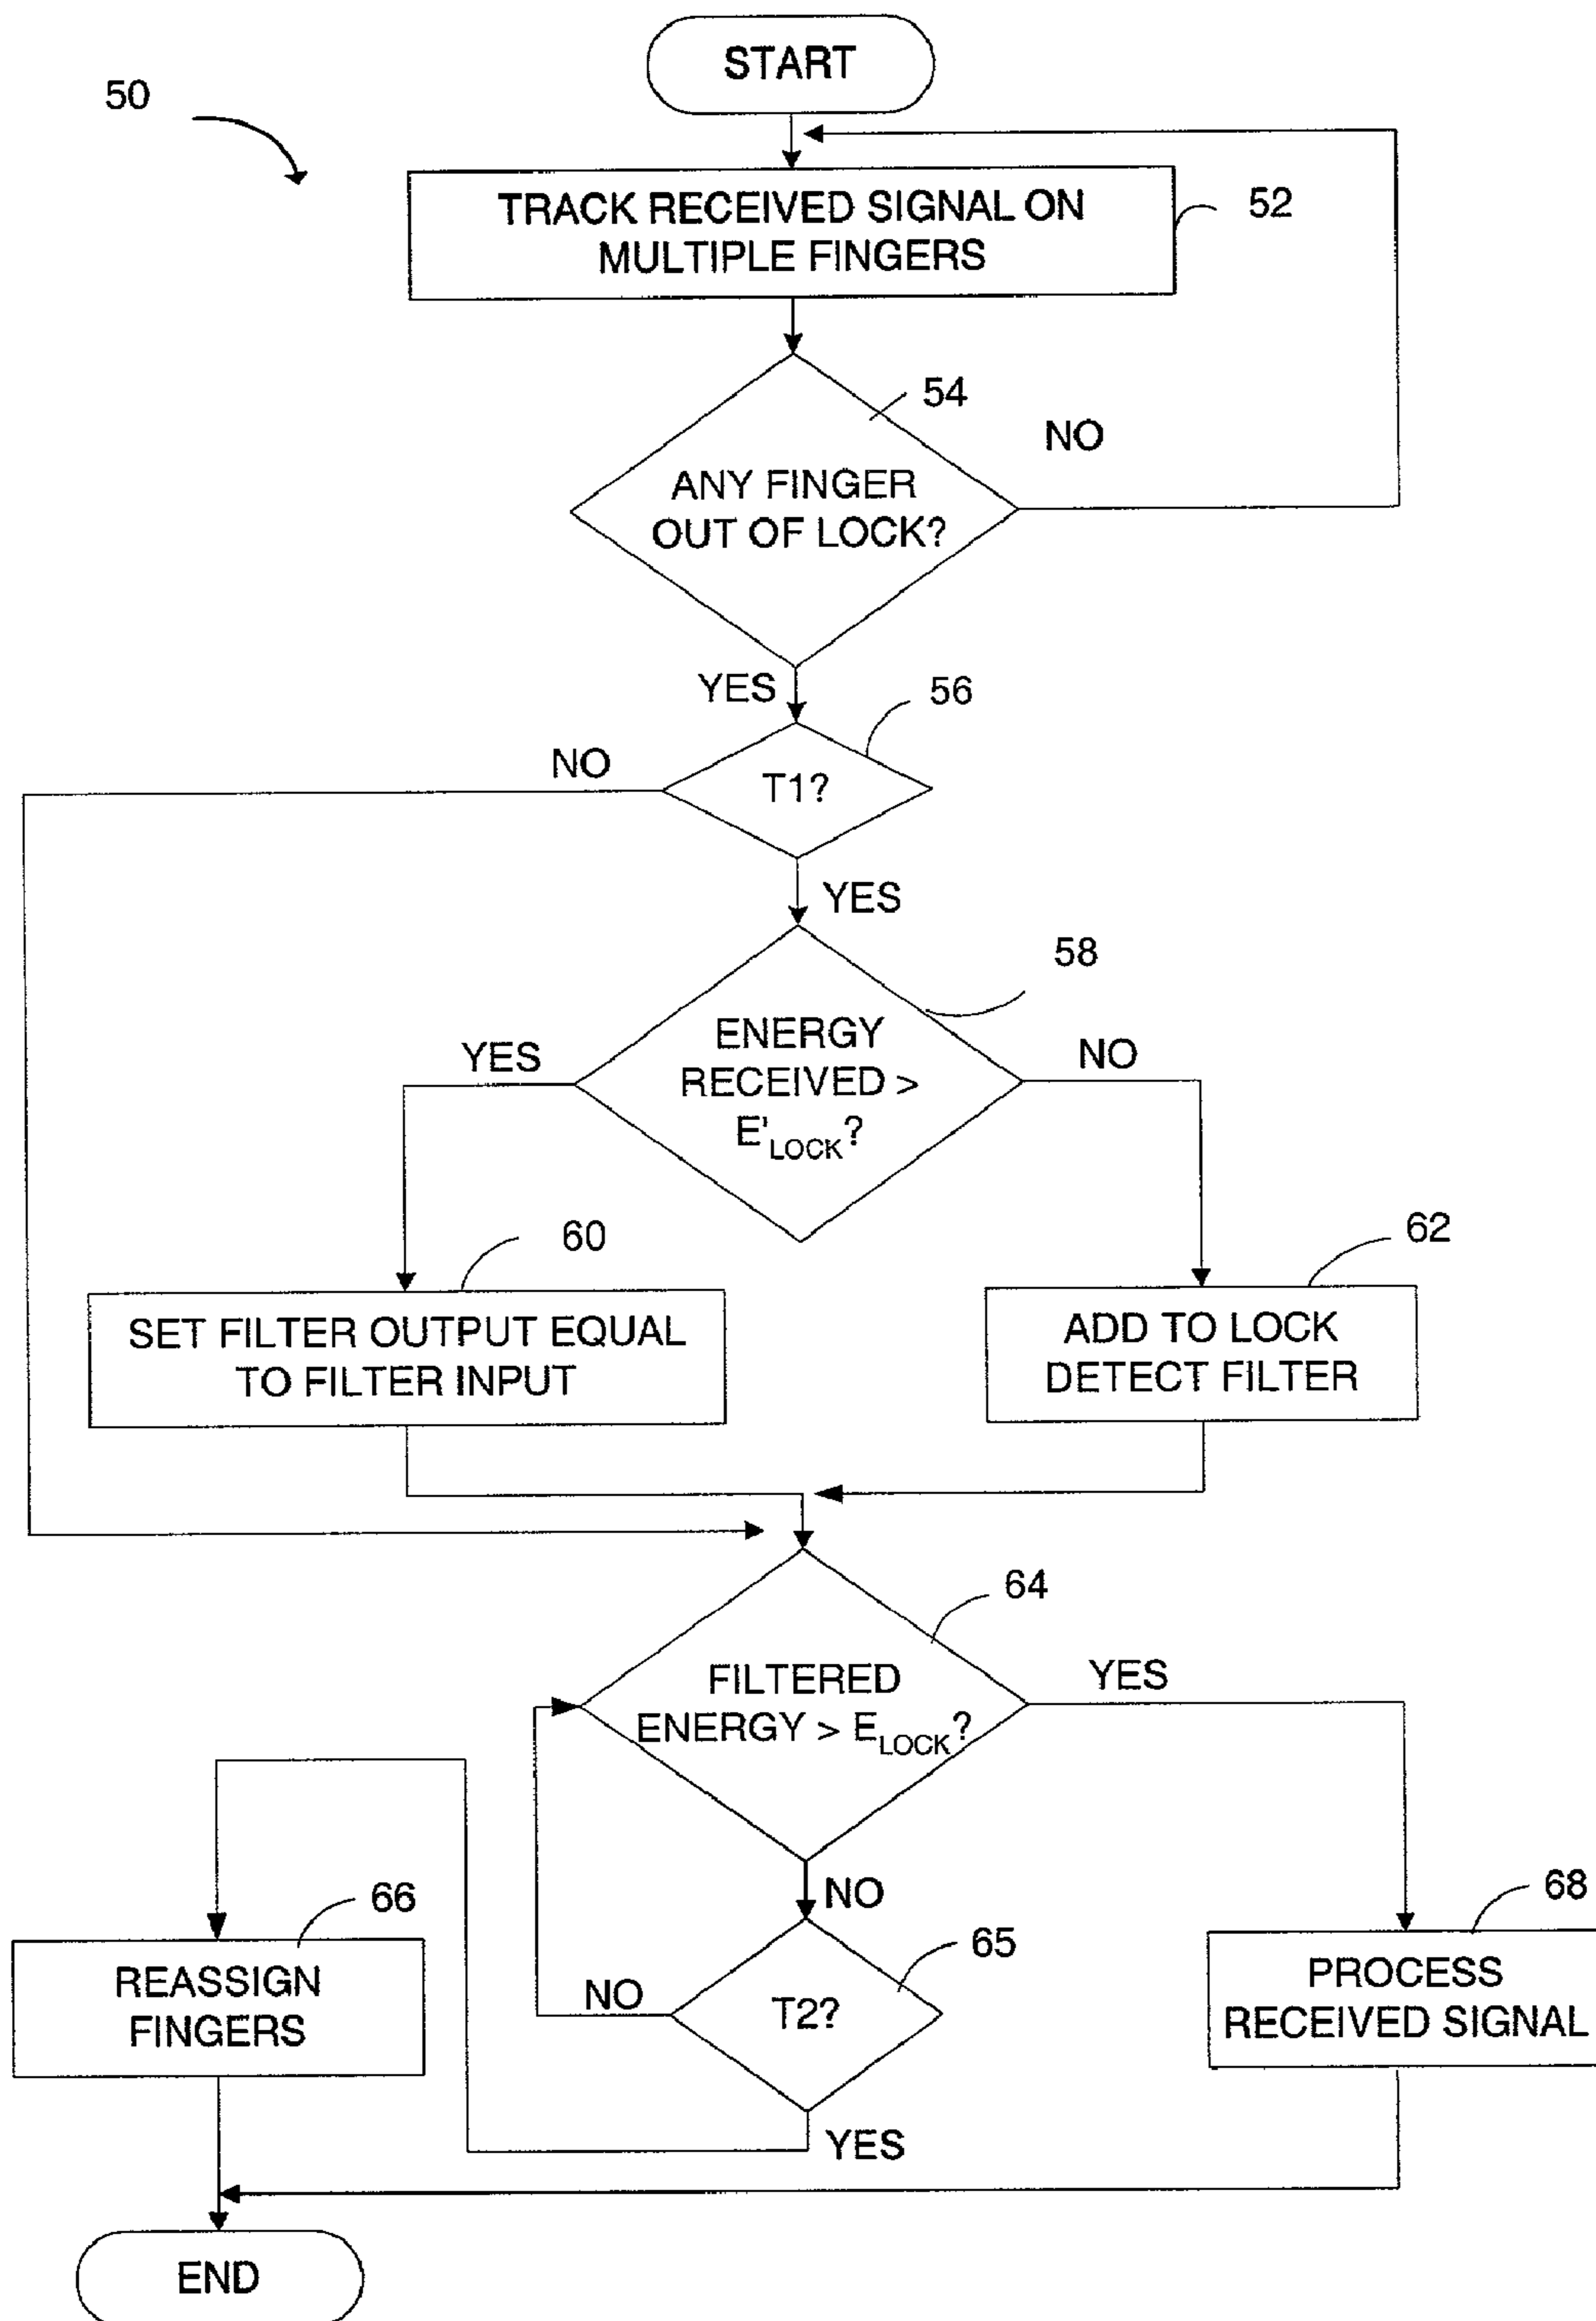 START
50
TRACK RECEIVED SIGNAL ON
MULTIPLE FINGERS
52
54
NO
ANY FINGER
OUT OF LOCK?
YES
56
NO
T1?
YES
58
ENERGY
RECEIVED >
E'LOCK?
YES
NO
60
62
SET FILTER OUTPUT EQUAL
TO FILTER INPUT
ADD TO LOCK
DETECT FILTER
64
FILTERED
ENERGY > ELOCK?
YES
NO
66
68
65
REASSIGN
FINGERS
NO
T2?
PROCESS
RECEIVED SIGNAL
YES
END